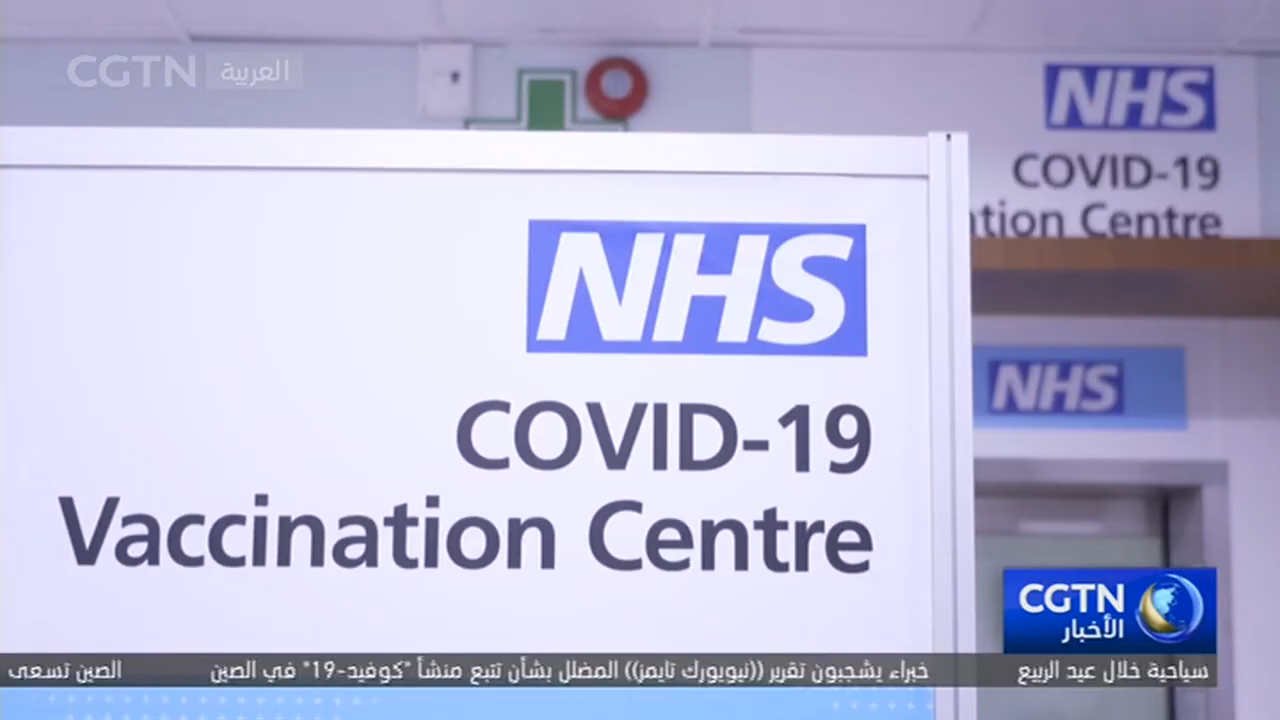 CGTN العربية
NHS
COVID-19
tion Centre
NHS
COVID-19
Vaccination Centre
NHS
CGTN
الأخبار
سياحية خلال عيد الربيع خبراء يشجبون تقرير ((نيويورك تايمز)) المضلل بشأن تتبع منشأ "كوفيد-19" في الصين الصين تسعى